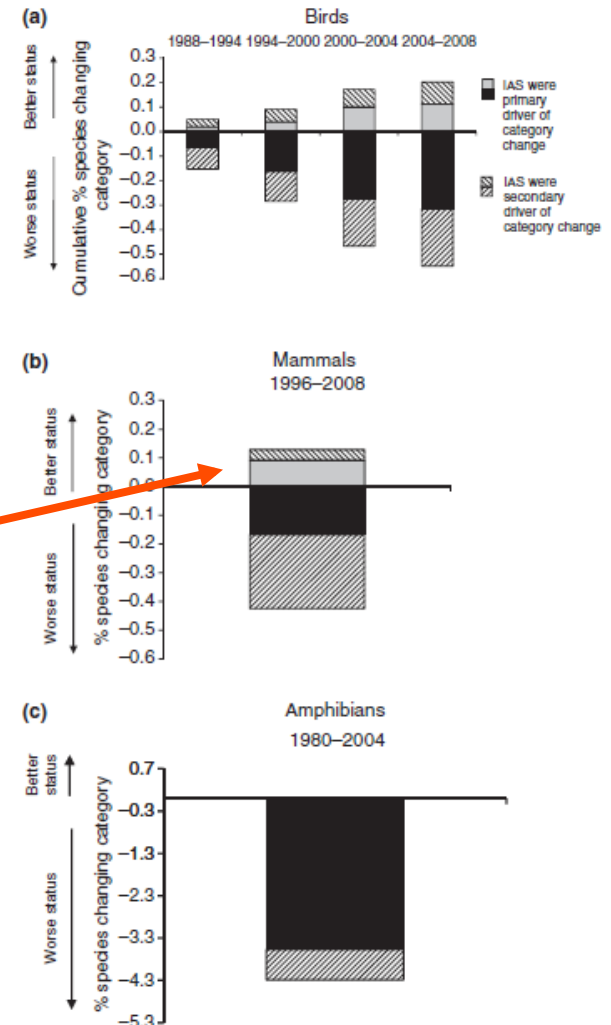 (a)
Birds
1988–1994 1994–2000 2000–2004 2004–2008
Better status
Worse status
Cumulative % species changing
category
0.3
0.2
0.1
0.0
–0.1
–0.2
–0.3
–0.4
–0.5
–0.6
IAS were
primary
driver of
category
change
IAS were
secondary
driver of
category change
(b)
Mammals
1996–2008
Better status
Worse status
% species changing category
0.3
0.2
0.1
0.0
–0.1
–0.2
–0.3
–0.4
–0.5
–0.6
(c)
Amphibians
1980–2004
Better
status
Worse status
% species changing category
0.7
–0.3
–1.3
–2.3
–3.3
–4.3
–5.3